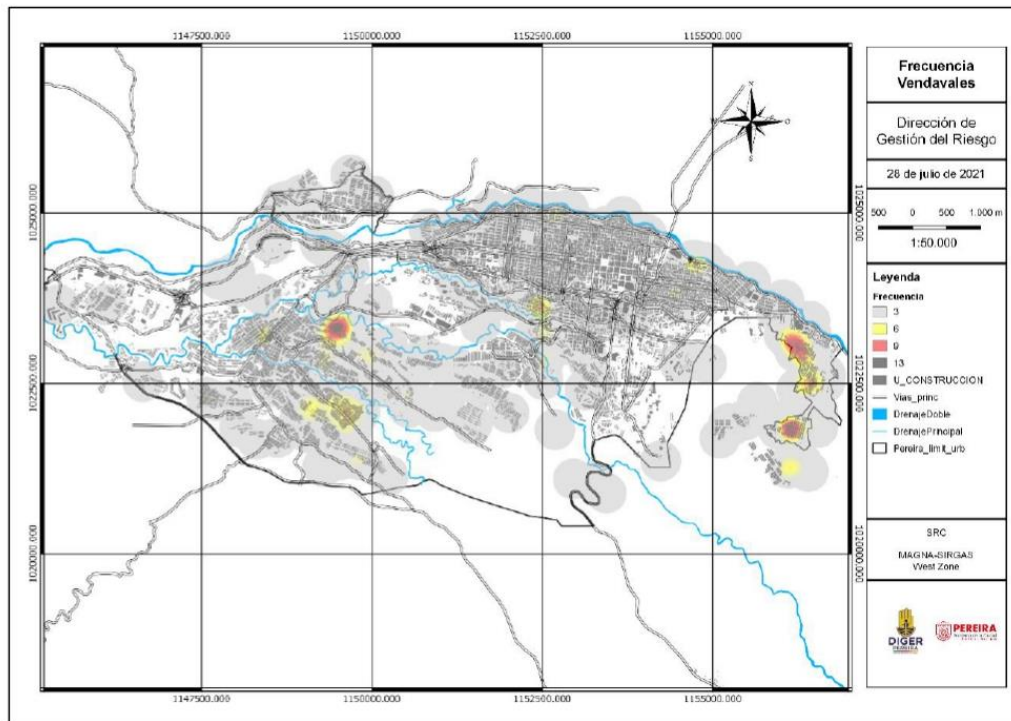 1147500.000
1150000.000
1152500.000
1155000.000
1025000.000
1022500.000
1020000.000
1025000.000
1022500.000
1020000.000
1147500.000
1150000.000
1152500.000
1155000.000
N
O
S
Frecuencia
Vendavales
Dirección de
Gestión del Riesgo
28 de julio de 2021
500 0 500 1.000 m
1:50.000
Leyenda
Frecuencia
3
6
9
13
U_CONSTRUCCION
Vias_princ
DrenajeDoble
DrenajePrincipal
Pereira_limit_urb
SRC
MAGNA-SIRGAS
West Zone
DIGER
PEREIRA